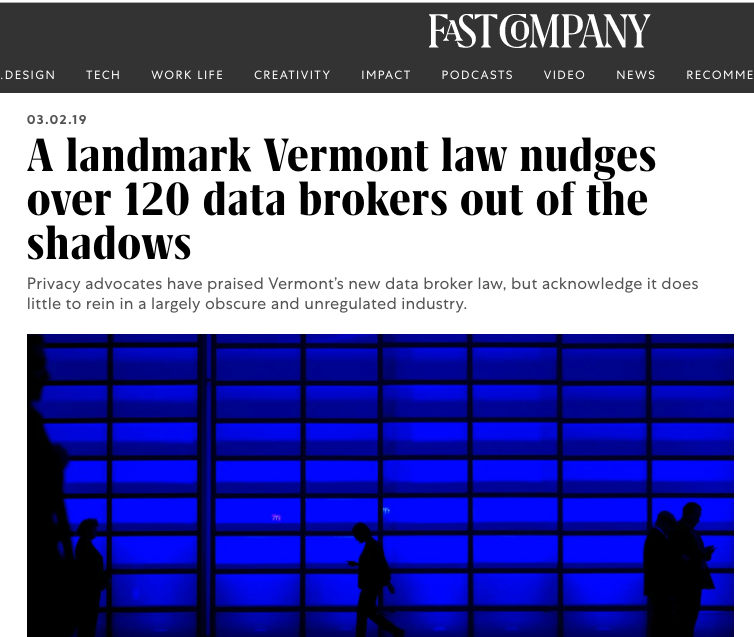 FAST COMPANY
.DESIGN TECH WORK LIFE CREATIVITY IMPACT PODCASTS VIDEO NEWS RECOMME
03.02.19
A landmark Vermont law nudges
over 120 data brokers out of the
shadows
Privacy advocates have praised Vermont’s new data broker law, but acknowledge it does
little to rein in a largely obscure and unregulated industry.